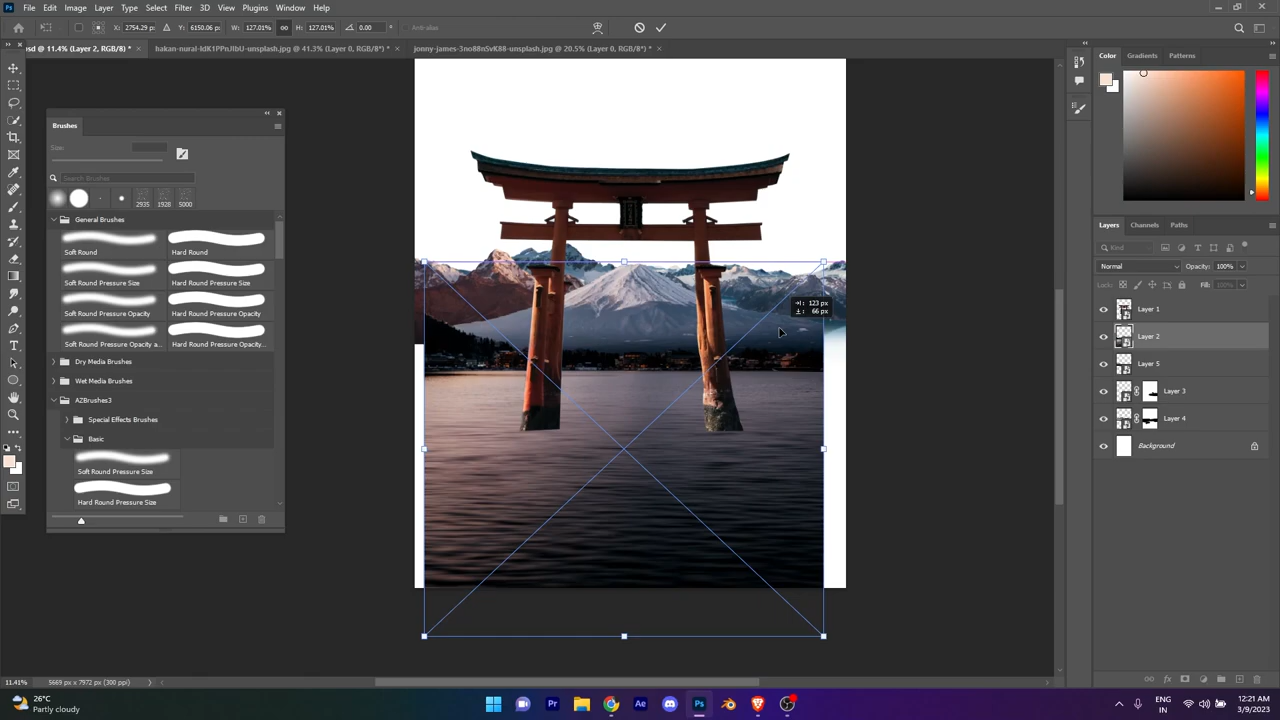 Ps File Edit Image Layer Type Select Filter 3D View Plugins Window Help
X: 2754.29 px Y: 6150.06 px W: 127.01% H: 127.01% 0.00 Anti-alias
sd @ 11.4% (Layer 2, RGB/8) * × hakan-nural-IdK1PPnJIbU-unsplash.jpg @ 41.3% (Layer 0, RGB/8*) * × jonny-james-3no88nSvK88-unsplash.jpg @ 20.5% (Layer 0, RGB/8*) * ×
Brushes
Size:
Search Brushes
2935 1928 5000
General Brushes
Soft Round Hard Round
Soft Round Pressure Size Hard Round Pressure Size
Soft Round Pressure Opacity Hard Round Pressure Opacity
Soft Round Pressure Opacity a... Hard Round Pressure Opacity...
Dry Media Brushes
Wet Media Brushes
AZBrushes3
Special Effects Brushes
Basic
Soft Round Pressure Size
Hard Round Pressure Size
123 px
66 px
Color Gradients Patterns
Layers Channels Paths
Kind
Normal Opacity: 100%
Lock: Fill: 100%
Layer 1
Layer 2
Layer 5
Layer 3
Layer 4
Background
11.41% 5669 px x 7972 px (300 ppi)
26°C
Partly cloudy
Pr Ae Ps
ENG
IN
12:21 AM
3/9/2023